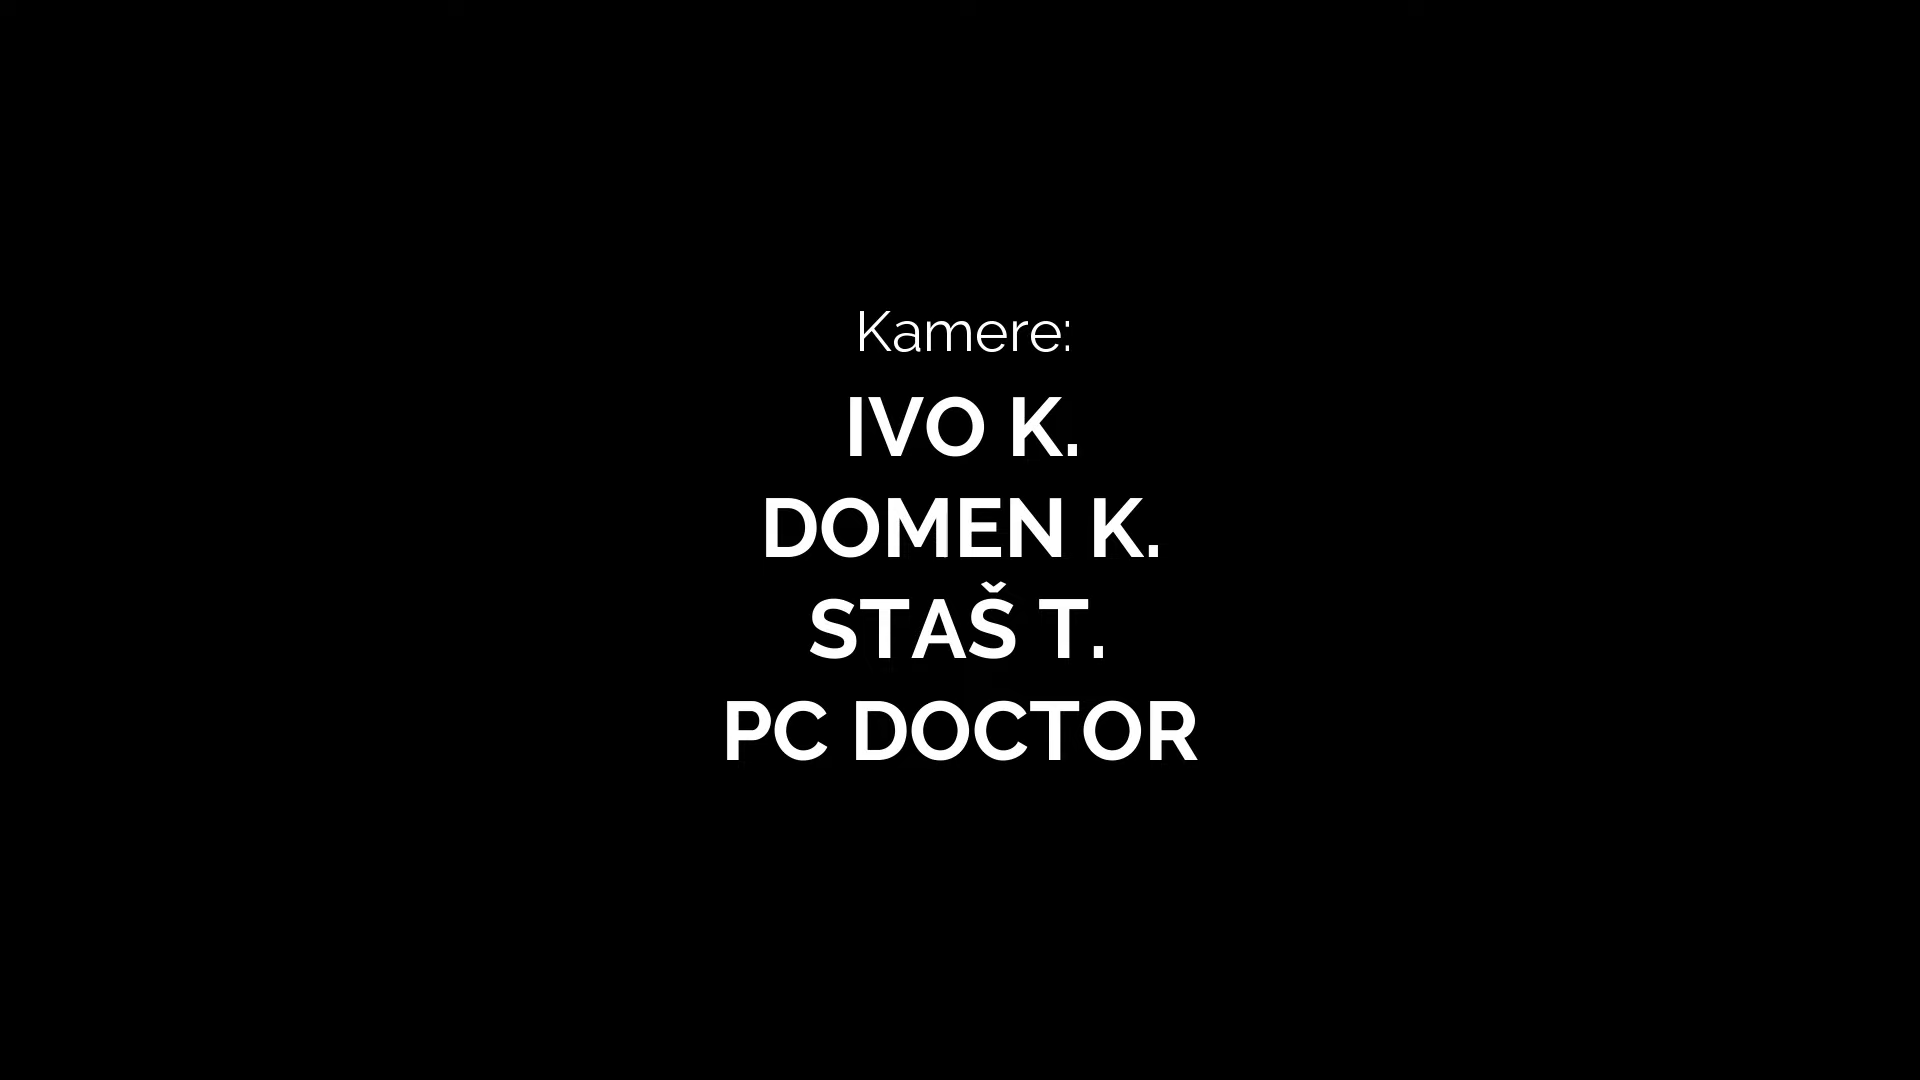 Kamere:
IVO K.
DOMEN K.
STAŠ T.
PC DOCTOR